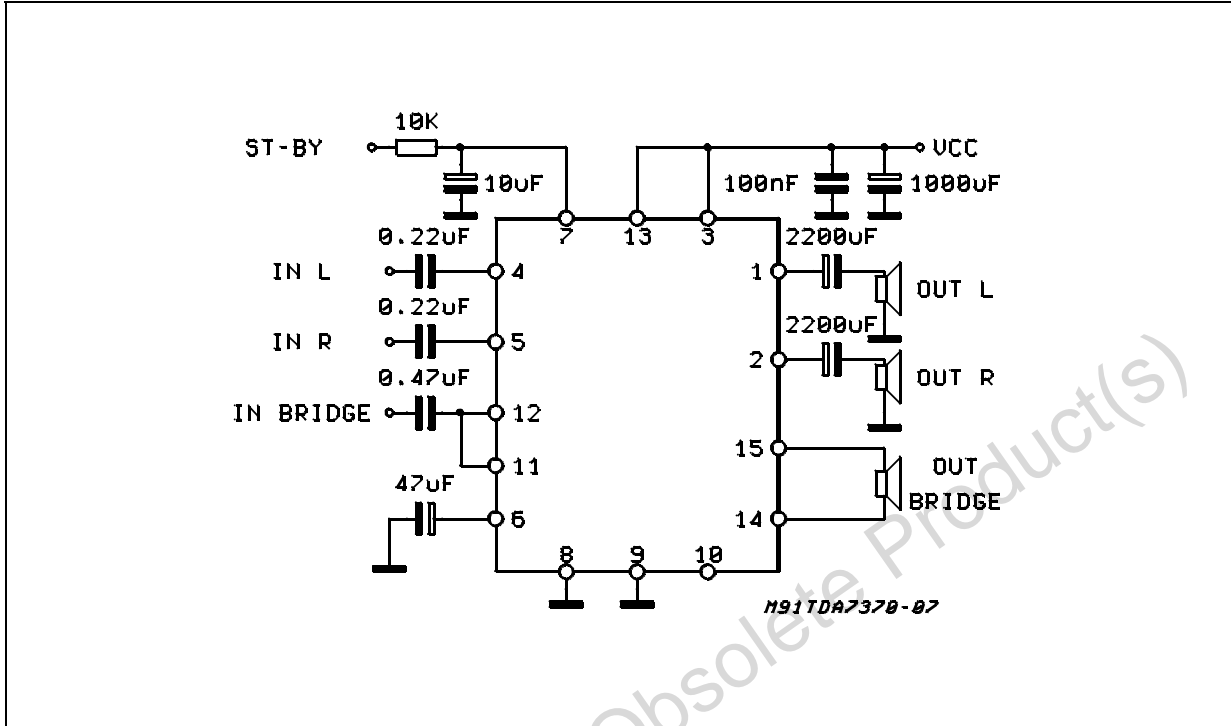 10K
ST-BY
VCC
10uF
100nF
1000uF
7
13
3
0.22uF
2200uF
IN L
4
1
OUT L
0.22uF
2200uF
IN R
5
2
OUT R
0.47uF
IN BRIDGE
12
15
OUT
BRIDGE
11
47uF
6
14
8
9
10
M91TDA7370-07
Obsolete Product(s)